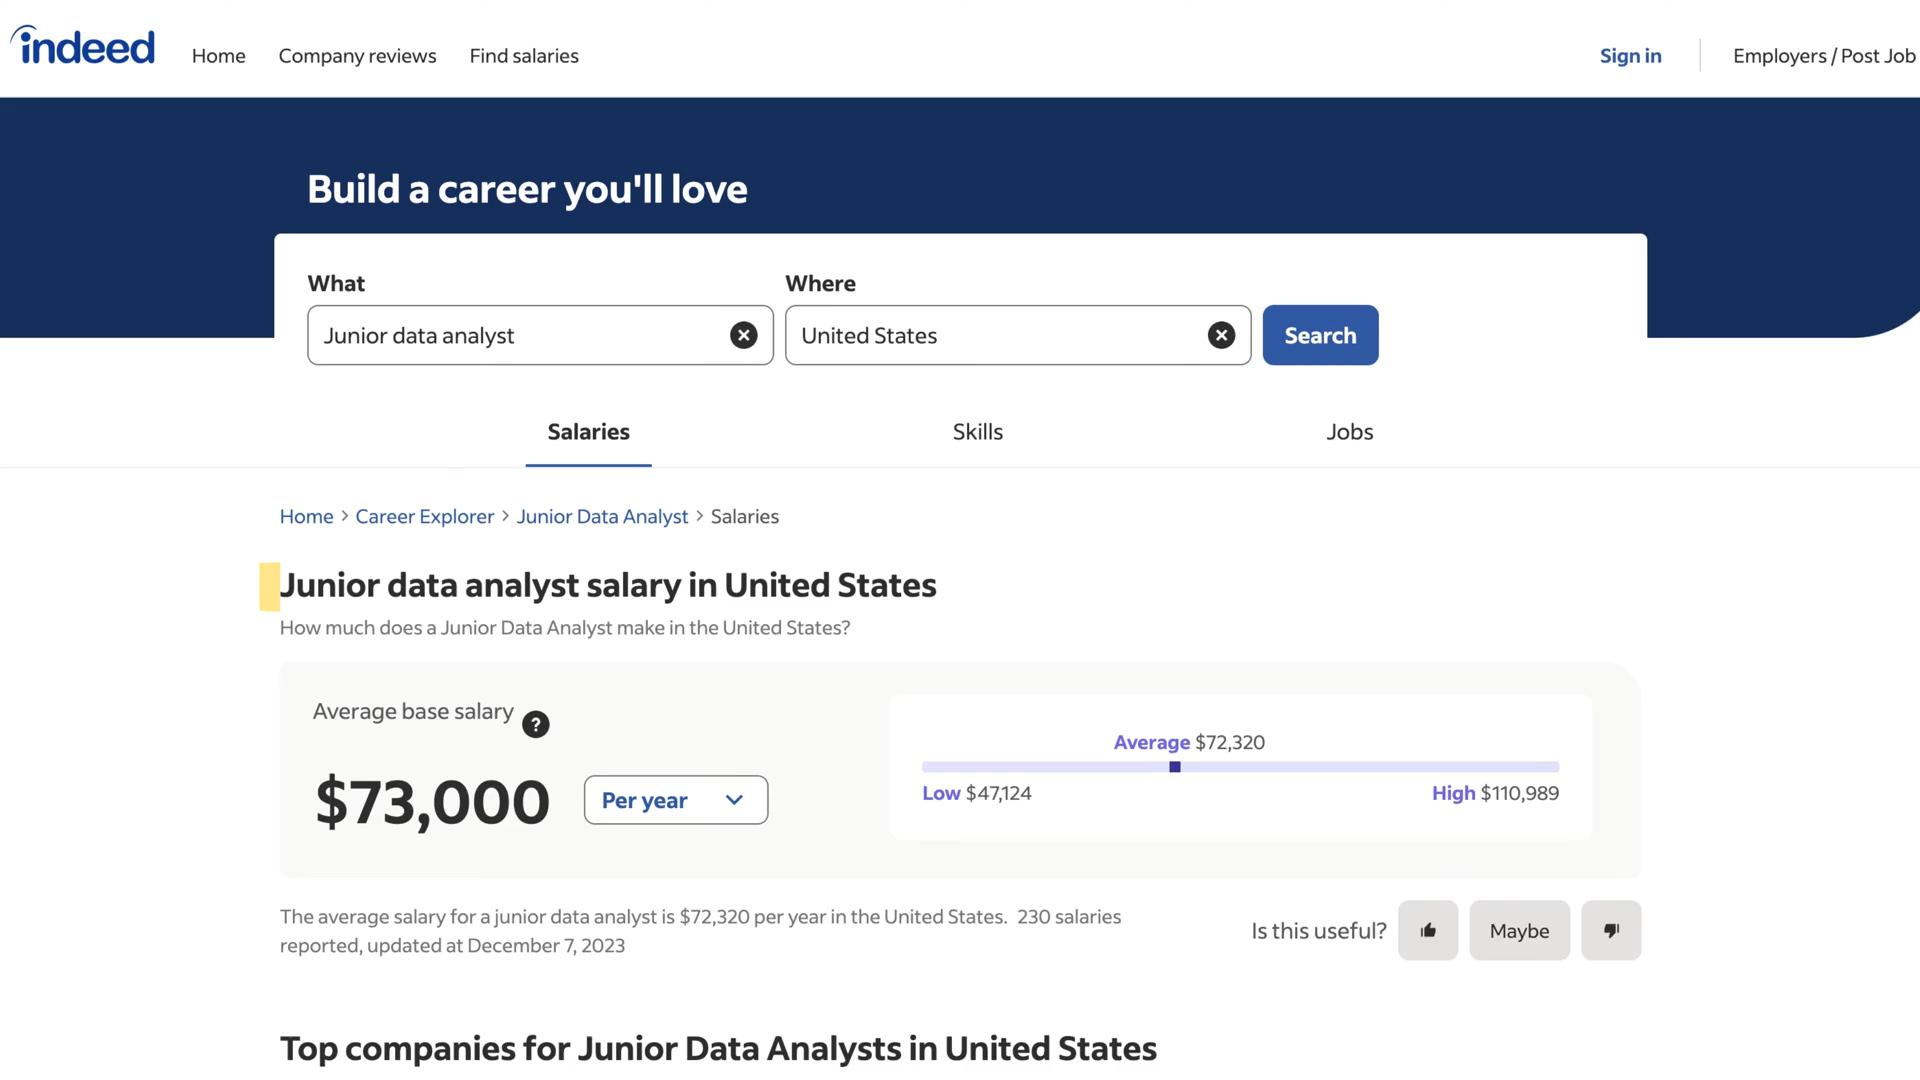 indeed Home Company reviews Find salaries Sign in Employers / Post Job
Build a career you'll love
What Where
Junior data analyst United States Search
Salaries Skills Jobs
Home > Career Explorer > Junior Data Analyst > Salaries
Junior data analyst salary in United States
How much does a Junior Data Analyst make in the United States?
Average base salary ?
$73,000 Per year
Average $72,320
Low $47,124 High $110,989
The average salary for a junior data analyst is $72,320 per year in the United States. 230 salaries
reported, updated at December 7, 2023
Is this useful? Maybe
Top companies for Junior Data Analysts in United States